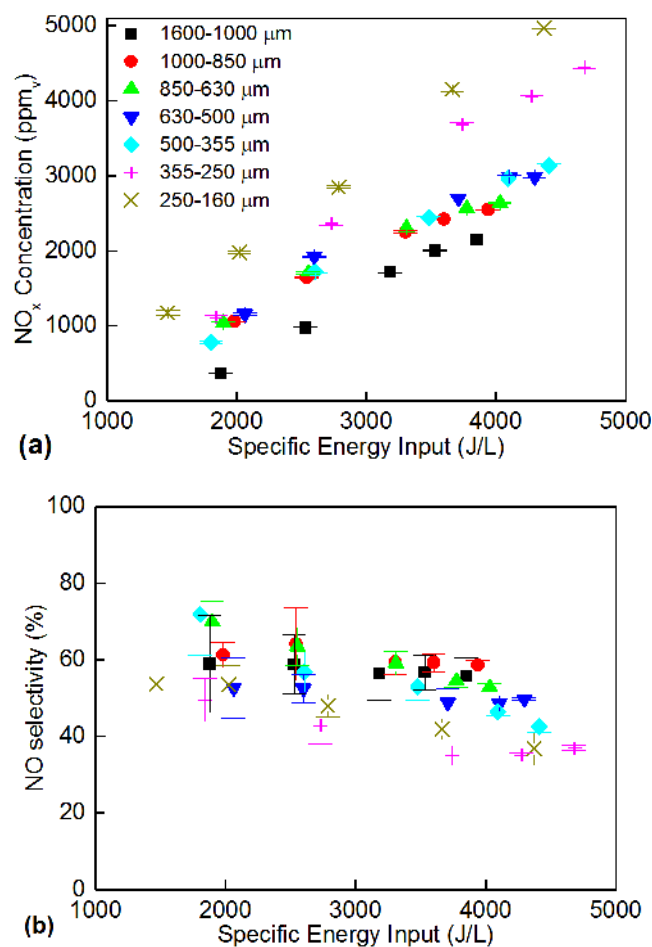 5000
4000
3000
2000
1000
0
NOx Concentration (ppmv)
1600-1000 μm
1000-850 μm
850-630 μm
630-500 μm
500-355 μm
355-250 μm
250-160 μm
1000 2000 3000 4000 5000
(a) Specific Energy Input (J/L)
100
80
60
40
20
0
NO selectivity (%)
1000 2000 3000 4000 5000
(b) Specific Energy Input (J/L)